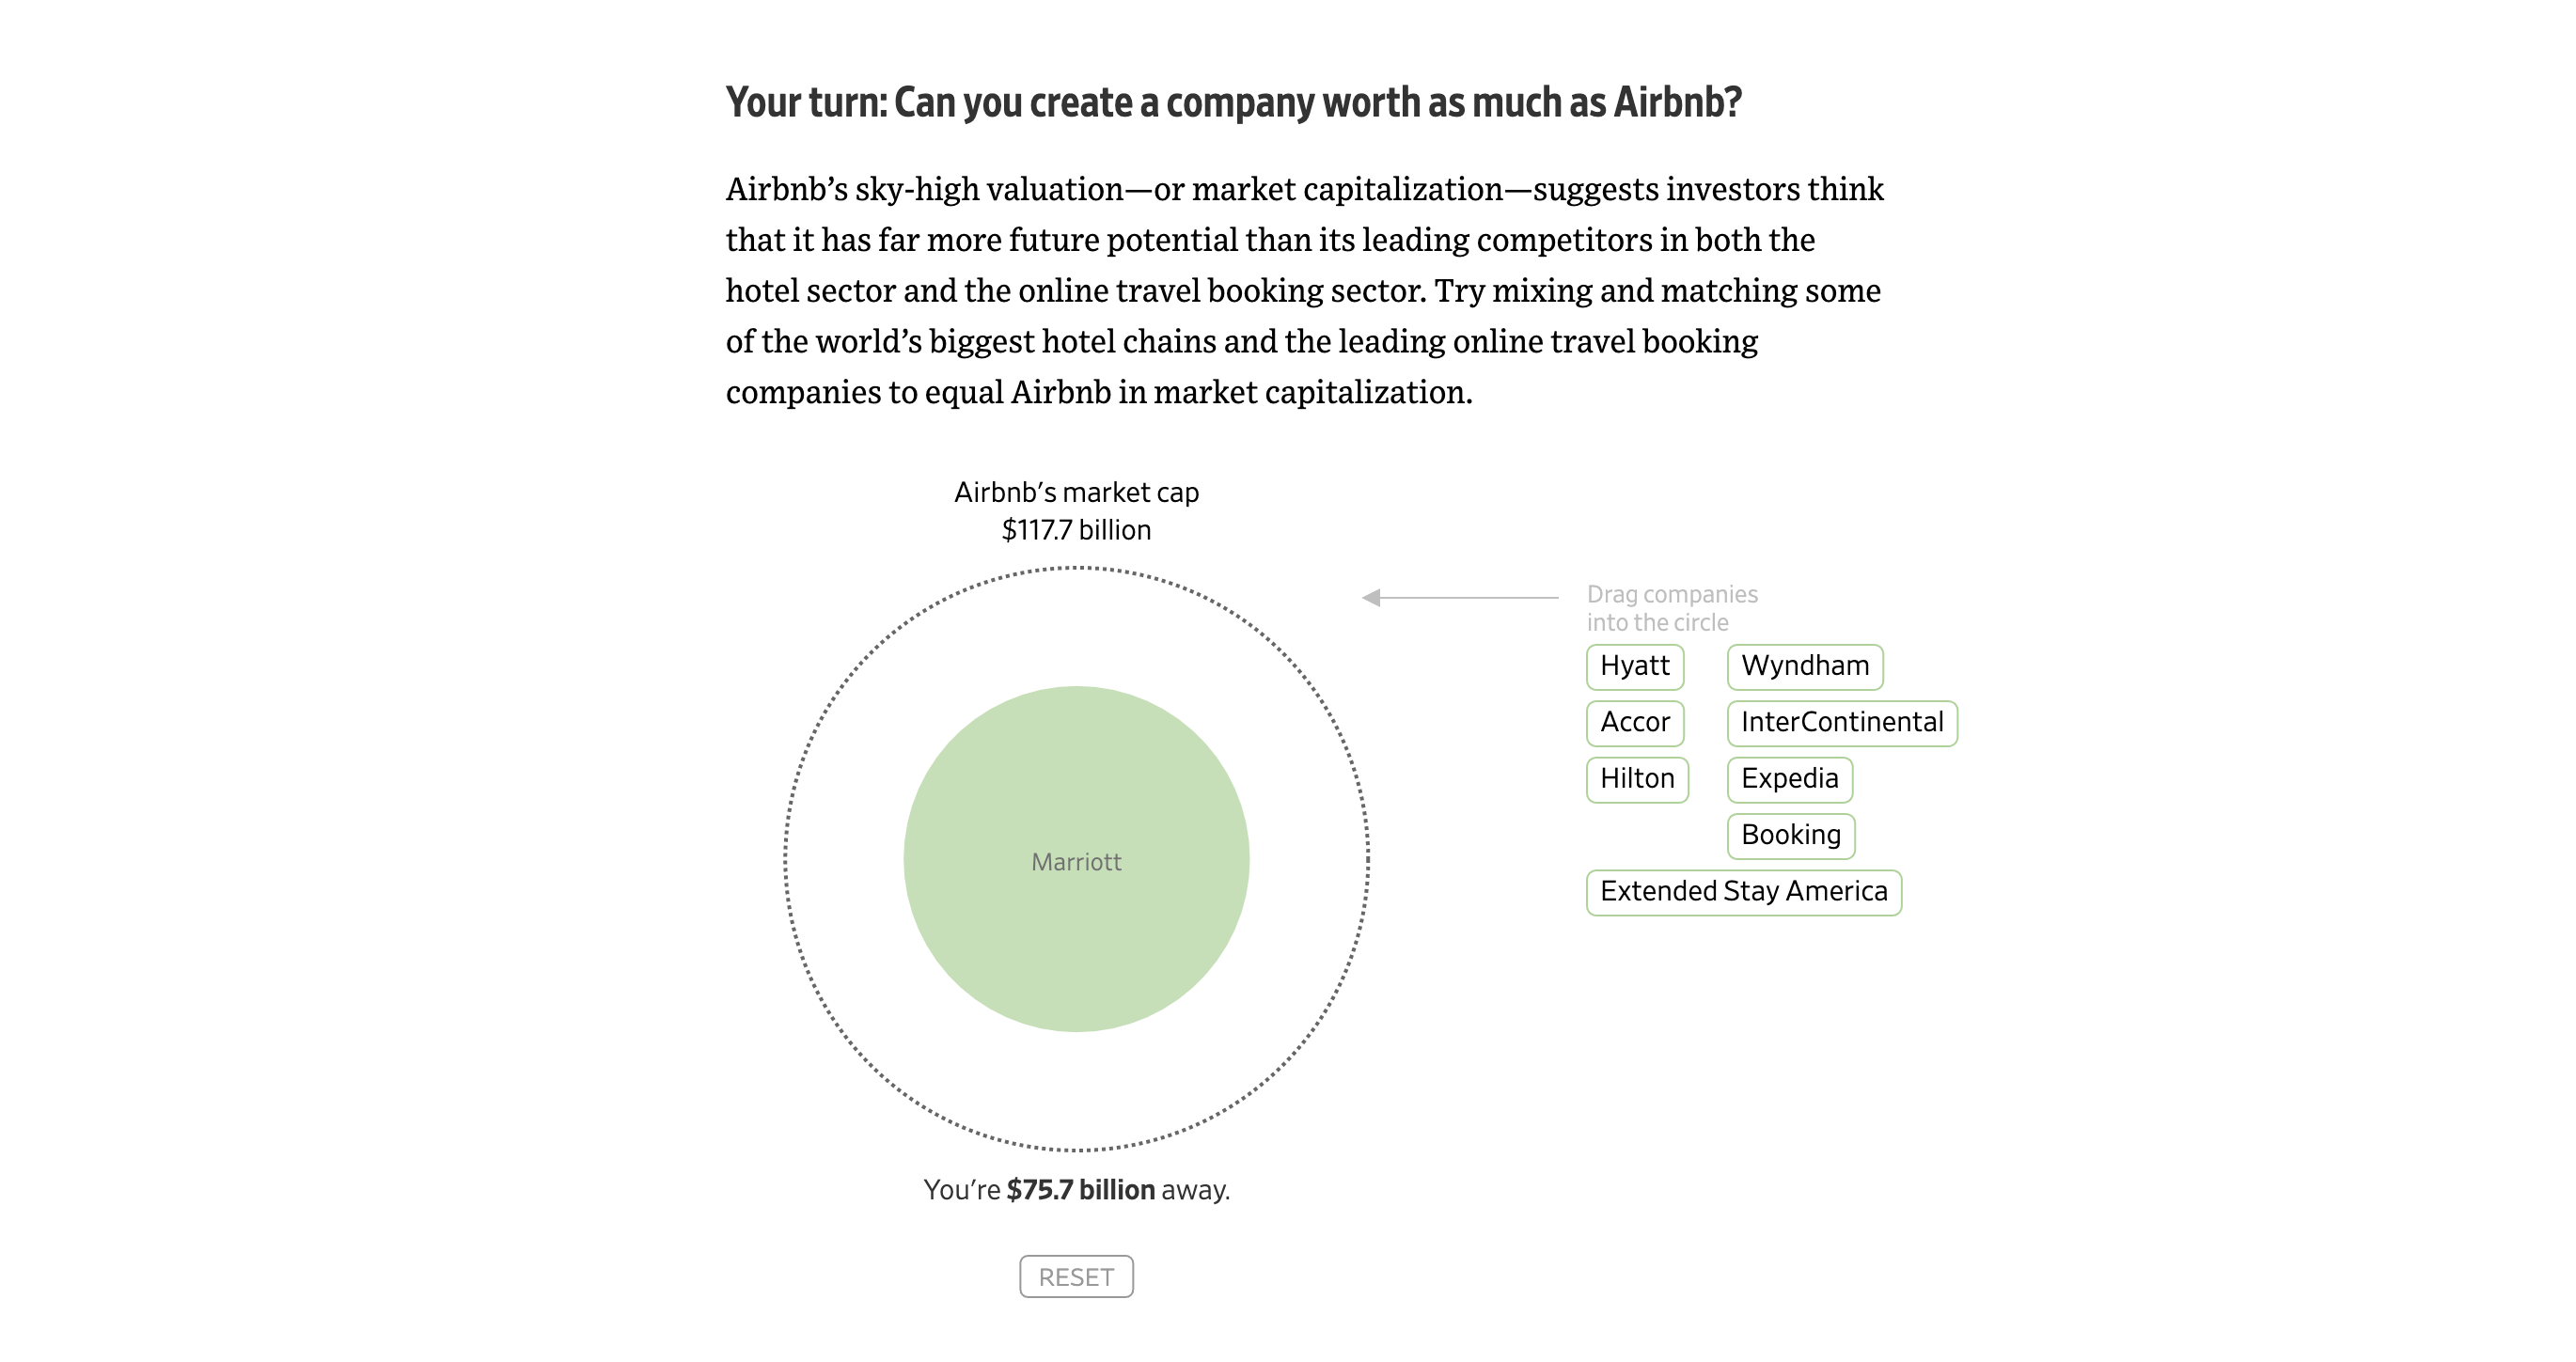 Your turn: Can you create a company worth as much as Airbnb?
Airbnb’s sky-high valuation—or market capitalization—suggests investors think
that it has far more future potential than its leading competitors in both the
hotel sector and the online travel booking sector. Try mixing and matching some
of the world’s biggest hotel chains and the leading online travel booking
companies to equal Airbnb in market capitalization.
Airbnb’s market cap
$117.7 billion
Drag companies
into the circle
Hyatt
Wyndham
Accor
InterContinental
Hilton
Expedia
Booking
Extended Stay America
Marriott
You’re $75.7 billion away.
RESET